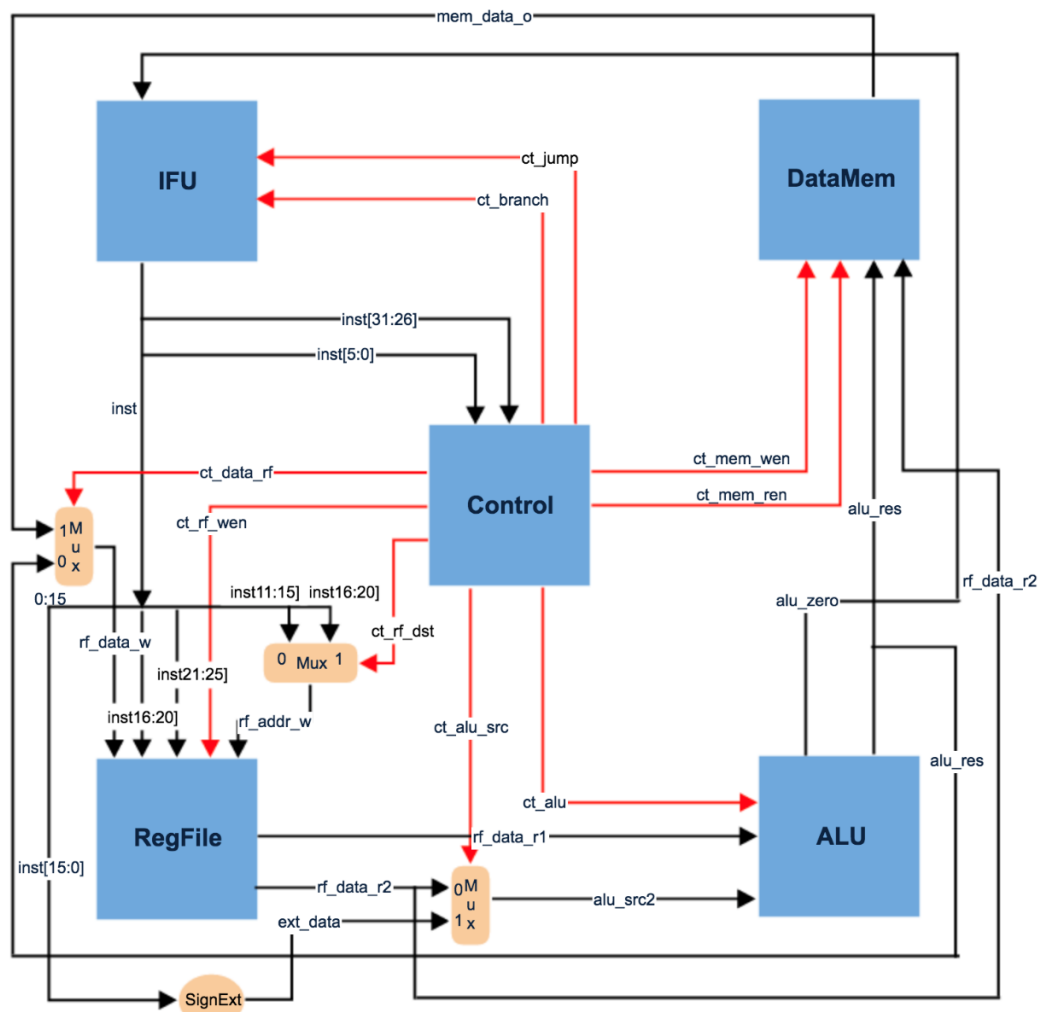 mem_data_o
IFU
ct_jump
ct_branch
DataMem
inst[31:26]
inst[5:0]
inst
ct_data_rf
ct_mem_wen
ct_rf_wen
Control
ct_mem_ren
alu_res
1 M
u
0 x
rf_data_r2
0:15
inst11:15]
inst16:20]
alu_zero
rf_data_w
ct_rf_dst
0 Mux 1
inst21:25]
inst16:20]
rf_addr_w
ct_alu_src
alu_res
ct_alu
RegFile
rf_data_r1
ALU
inst[15:0]
rf_data_r2
0 M
u
1 x
alu_src2
ext_data
SignExt